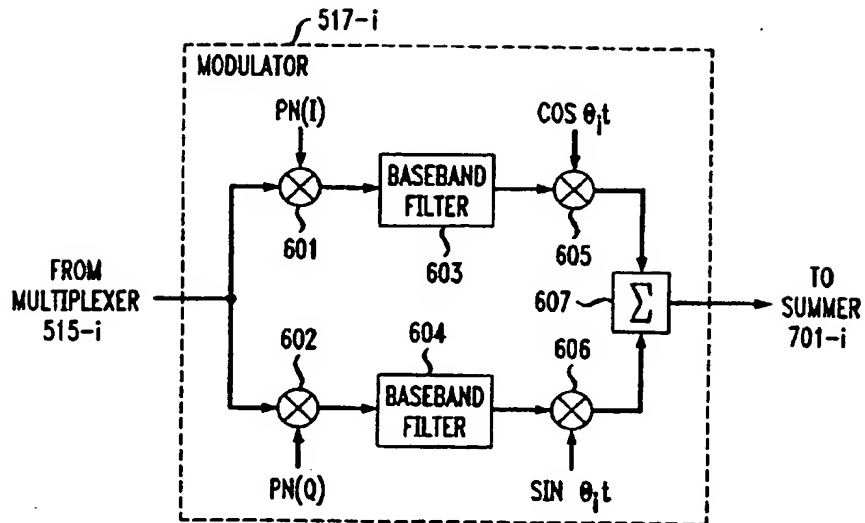 517-i
MODULATOR
PN(I)
COS θit
BASEBAND
FILTER
601
603
605
FROM
MULTIPLEXER
515-i
607
Σ
TO
SUMMER
701-i
602
604
606
BASEBAND
FILTER
PN(Q)
SIN θit